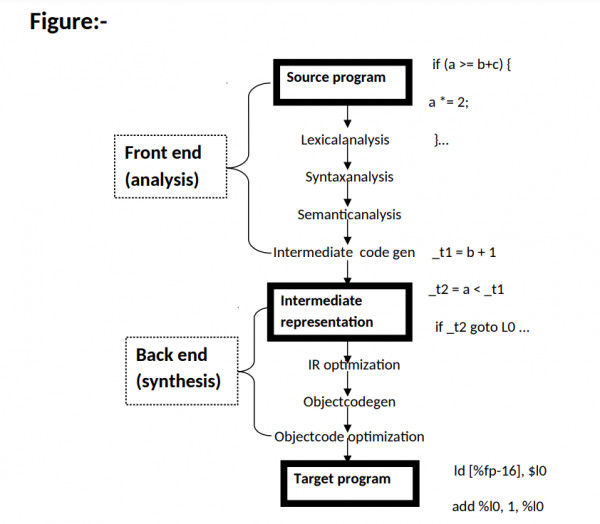 Figure:-
if (a >= b+c) {
Source program
a *= 2;
Lexicalanalysis
}...
Front end
(analysis)
Syntaxanalysis
Semanticanalysis
Intermediate code gen
_t1 = b + 1
_t2 = a < _t1
Intermediate
representation
if _t2 goto L0 ...
Back end
(synthesis)
IR optimization
Objectcodegen
Objectcode optimization
Target program
ld [%fp-16], $l0
add %l0, 1, %l0